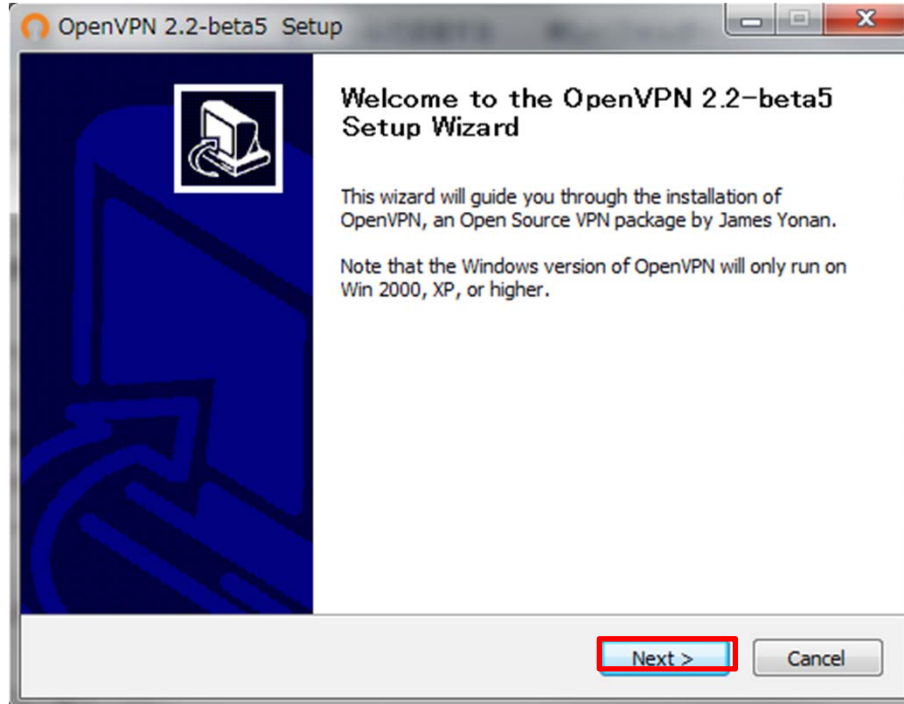 OpenVPN 2.2-beta5 Setup
Welcome to the OpenVPN 2.2-beta5
Setup Wizard
This wizard will guide you through the installation of
OpenVPN, an Open Source VPN package by James Yonan.
Note that the Windows version of OpenVPN will only run on
Win 2000, XP, or higher.
Next >
Cancel